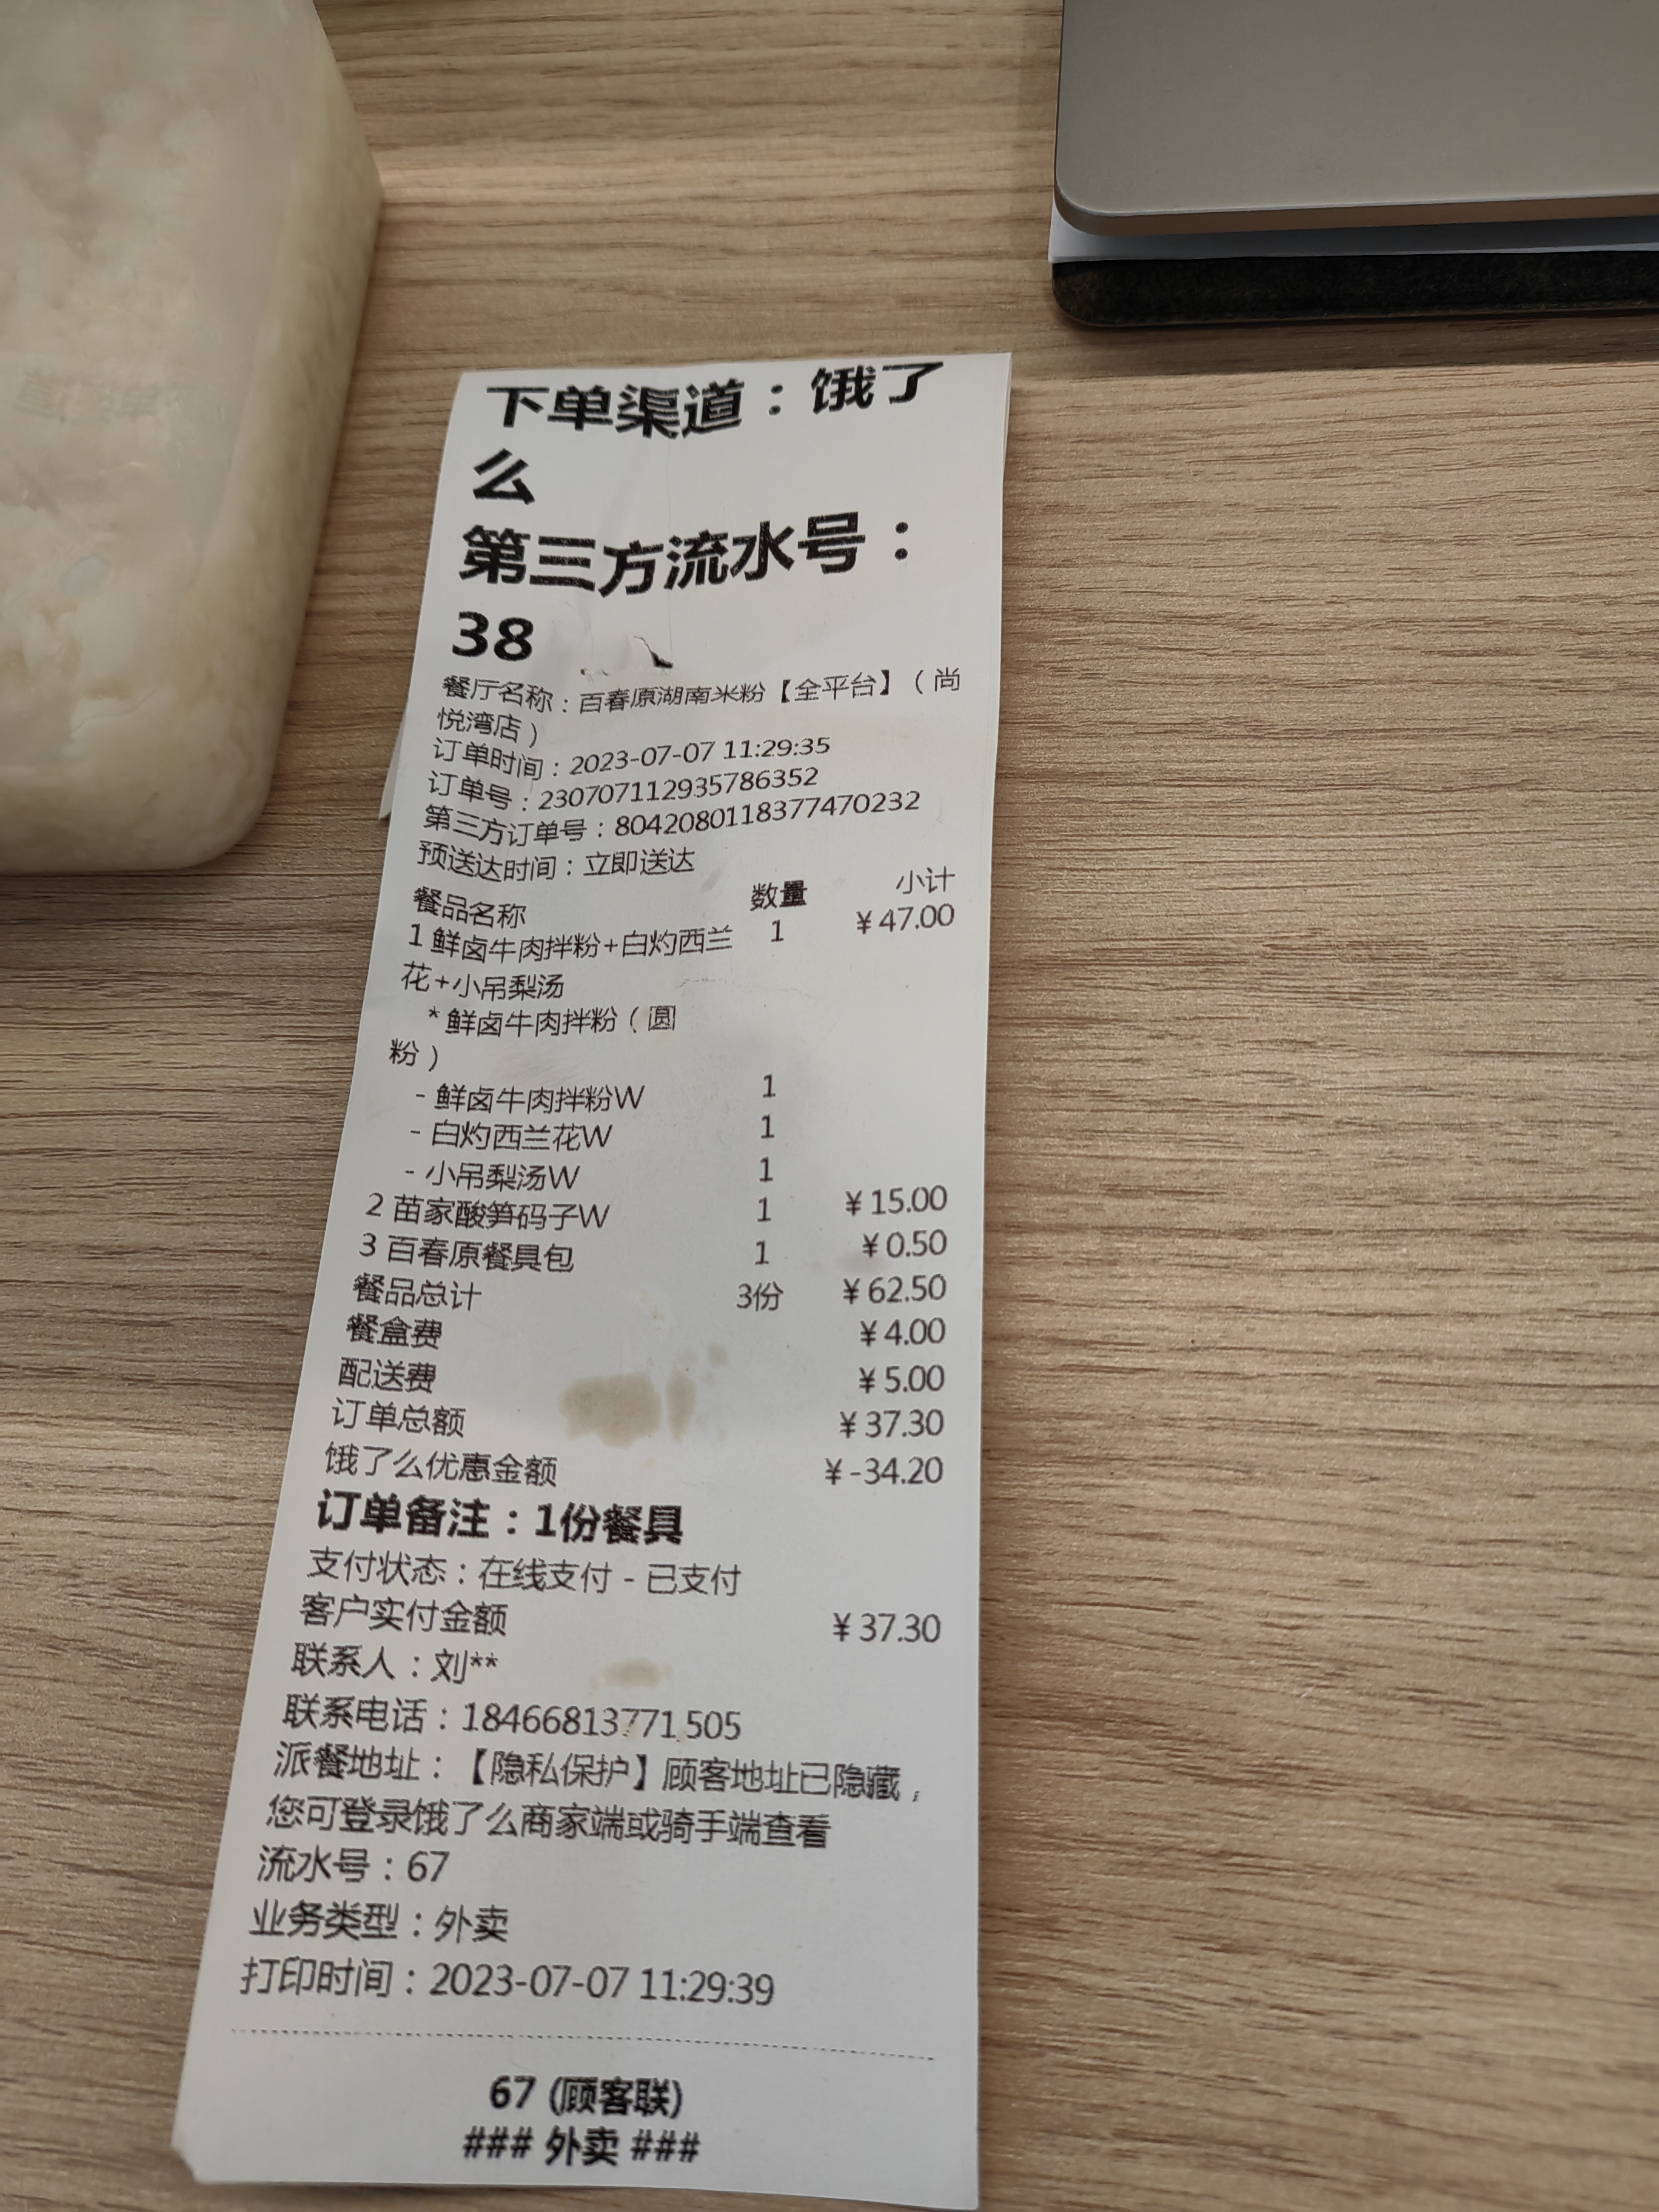 下单渠道：饿了
么
第三方流水号：
38
餐厅名称：百春原湖南米粉【全平台】（尚
悦湾店）
订单时间：2023-07-07 11:29:35
订单号：230707112935786352
第三方订单号：8042080118377470232
预送达时间：立即送达
餐品名称 数量 小计
1 鲜卤牛肉拌粉+白灼西兰 1 ￥47.00
花+小吊梨汤
* 鲜卤牛肉拌粉（圆
粉）
- 鲜卤牛肉拌粉W 1
- 白灼西兰花W 1
- 小吊梨汤W 1
2 苗家酸笋码子W 1 ￥15.00
3 百春原餐具包 1 ￥0.50
餐品总计 3份 ￥62.50
餐盒费 ￥4.00
配送费 ￥5.00
订单总额 ￥37.30
饿了么优惠金额 ￥-34.20
订单备注：1份餐具
支付状态：在线支付 - 已支付
客户实付金额 ￥37.30
联系人：刘**
联系电话：18466813771,505
派餐地址：【隐私保护】顾客地址已隐藏，
您可登录饿了么商家端或骑手端查看
流水号：67
业务类型：外卖
打印时间：2023-07-07 11:29:39
67 (顾客联)
### 外卖 ###